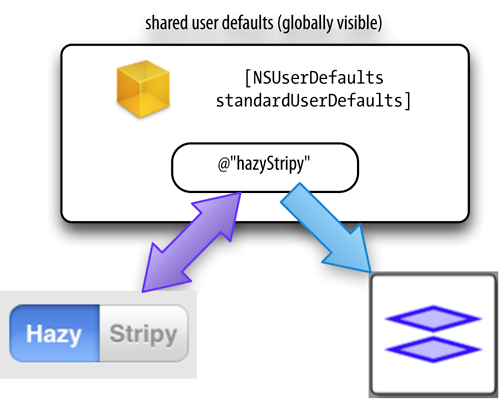 shared user defaults (globally visible)
[NSUserDefaults
standardUserDefaults]
@"hazyStripy"
Hazy Stripy